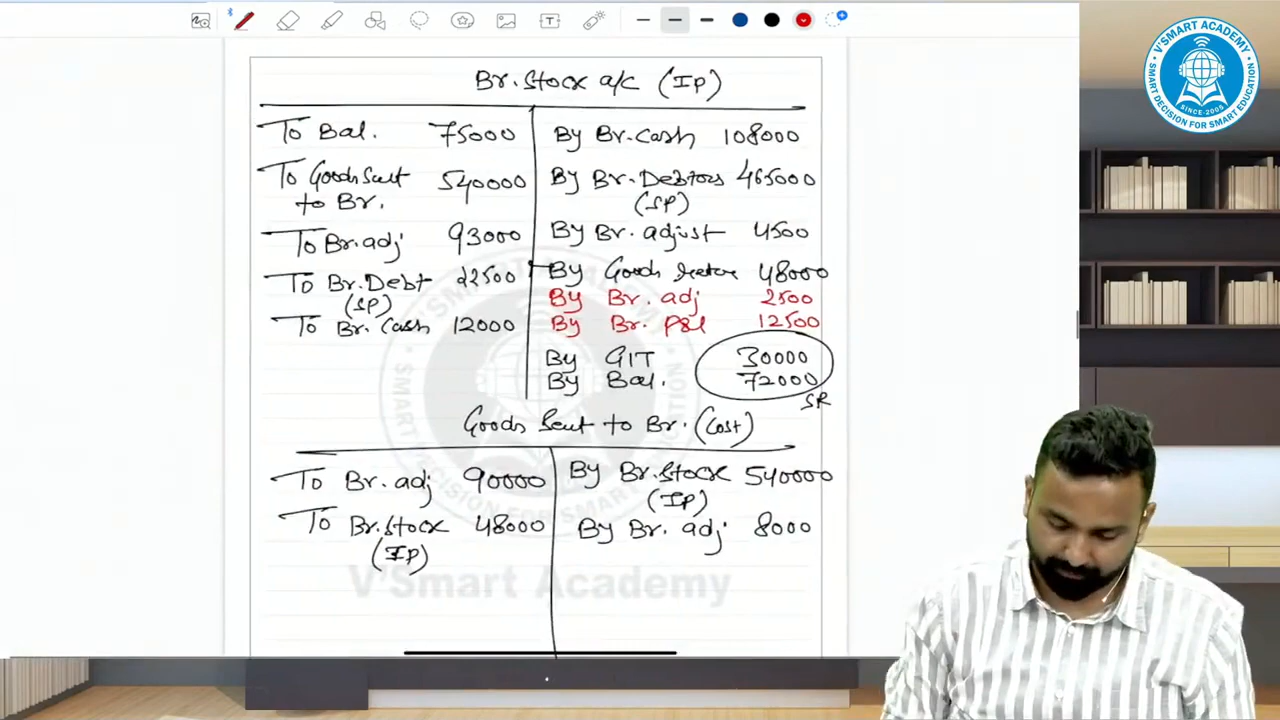 Br. Stock a/c (IP)
To Bal. 75000
To Goods Sent 540000
to Br.
To Br. adj 93000
To Br. Debt 22500
(SP)
To Br. Cash 12000
By Br. Cash 108000
By Br. Debtors 465000
(SP)
By Br. adjust 4500
By Goods 48000
By Br. adj 2500
By Br. P&L 12500
By GIT 30000
By Bal. 72000
SR
Goods Sent to Br. (Cost)
To Br. adj 90000
To Br. Stock 48000
(IP)
By Br. Stock 540000
(IP)
By Br. adj 8000
V'Smart Academy
V'SMART ACADEMY
SINCE-2005
SMART DECISION FOR SMART EDUCATION